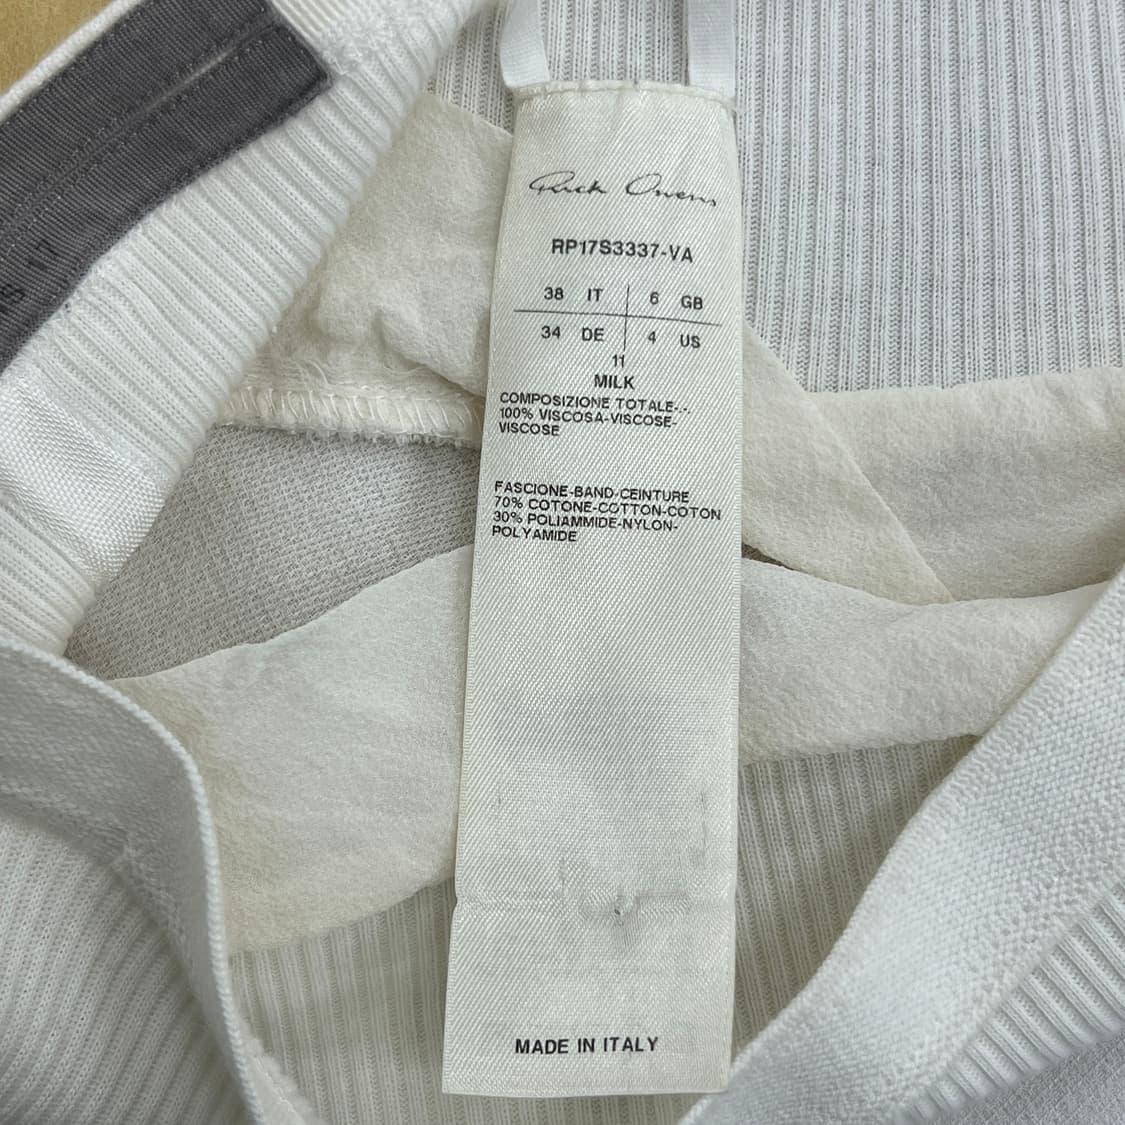 Rick Owens
RP17S3337-VA
38 IT 6 GB
34 DE 4 US
11
MILK
COMPOSIZIONE TOTALE-.-.
100% VISCOSA-VISCOSE-
VISCOSE
FASCIONE-BAND-CEINTURE
70% COTONE-COTTON-COTON
30% POLIAMMIDE-NYLON-
POLYAMIDE
MADE IN ITALY